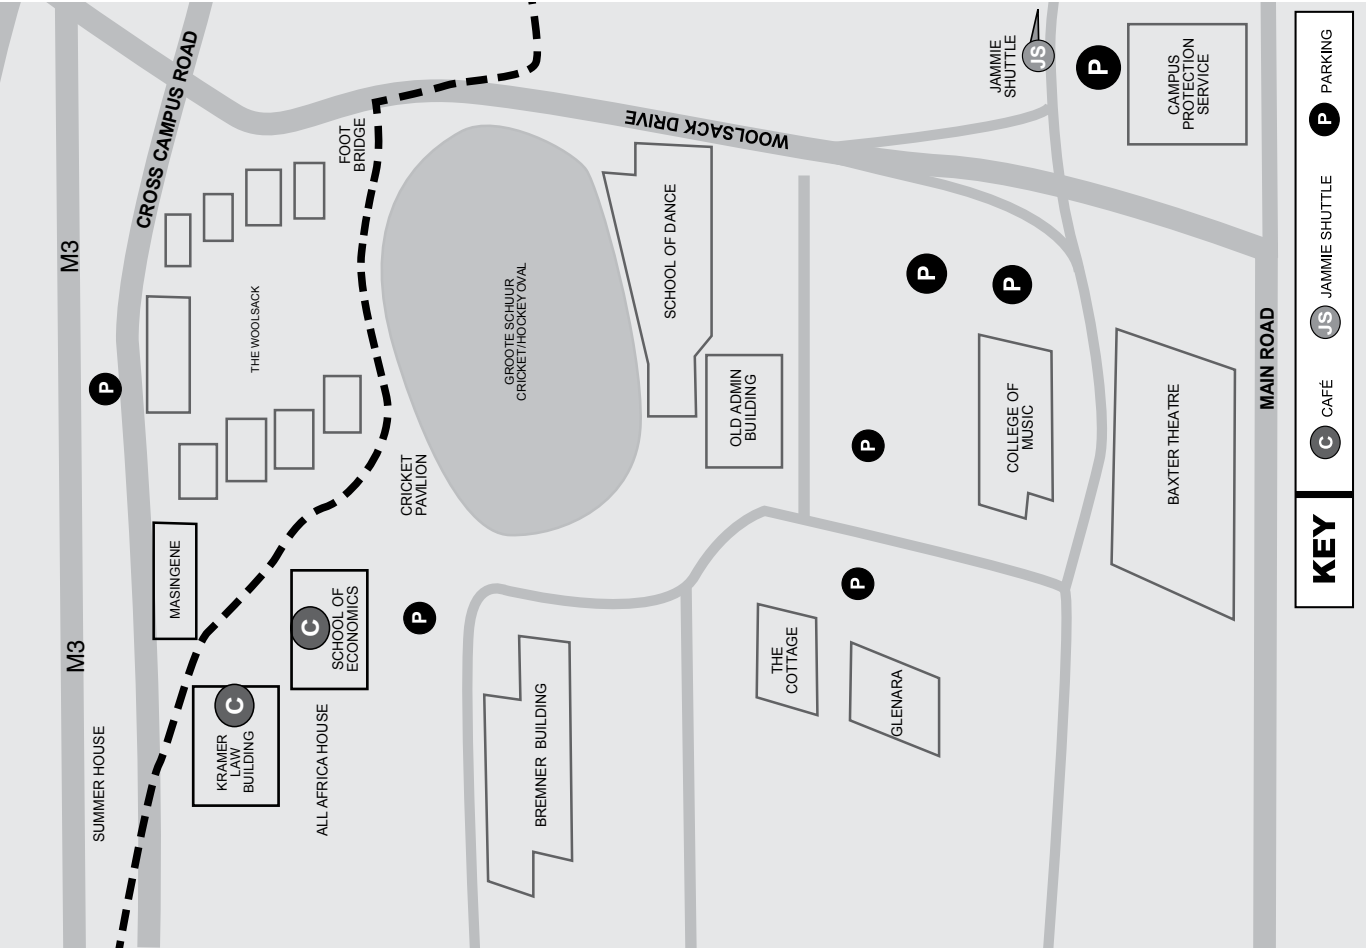 M3
M3
CROSS CAMPUS ROAD
FOOT
BRIDGE
WOOLSACK DRIVE
JAMMIE
SHUTTLE
JS
P
CAMPUS
PROTECTION
SERVICE
THE WOOLSACK
P
GROOTE SCHUUR
CRICKET/HOCKEY OVAL
SCHOOL OF DANCE
OLD ADMIN
BUILDING
P
P
P
COLLEGE OF
MUSIC
BAXTER THEATRE
MAIN ROAD
CRICKET
PAVILION
MASINGENE
C
SCHOOL OF
ECONOMICS
P
C
KRAMER
LAW
BUILDING
SUMMER HOUSE
ALL AFRICA HOUSE
BREMNER BUILDING
P
THE
COTTAGE
GLENARA
KEY
C CAFÉ
JS JAMMIE SHUTTLE
P PARKING